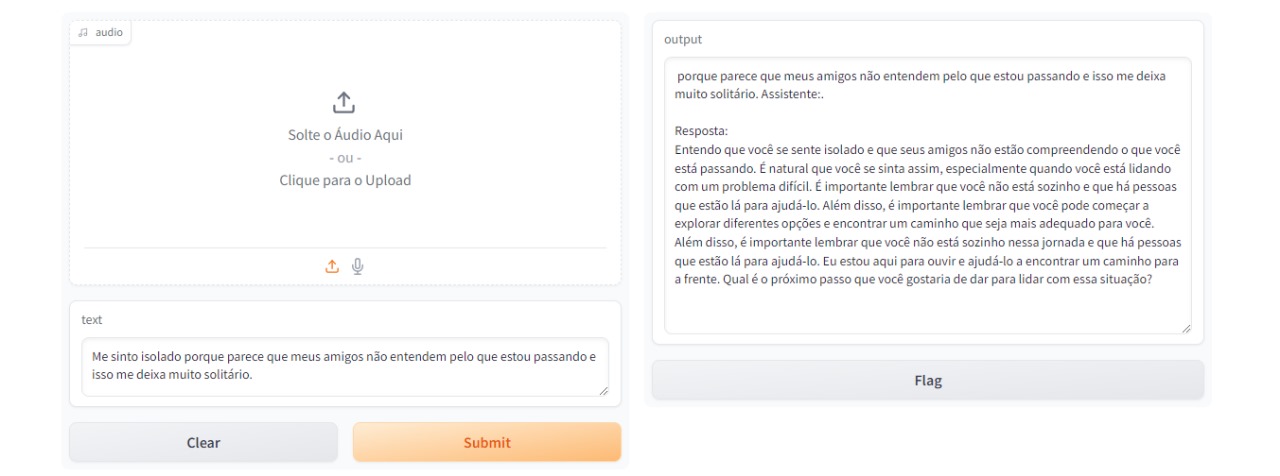 audio
Solte o Áudio Aqui
- ou -
Clique para o Upload
text
Me sinto isolado porque parece que meus amigos não entendem pelo que estou passando e
isso me deixa muito solitário.
Clear
Submit
output
porque parece que meus amigos não entendem pelo que estou passando e isso me deixa
muito solitário. Assistente:.
Resposta:
Entendo que você se sente isolado e que seus amigos não estão compreendendo o que você
está passando. É natural que você se sinta assim, especialmente quando você está lidando
com um problema difícil. É importante lembrar que você não está sozinho e que há pessoas
que estão lá para ajudá-lo. Além disso, é importante lembrar que você pode começar a
explorar diferentes opções e encontrar um caminho que seja mais adequado para você.
Além disso, é importante lembrar que você não está sozinho nessa jornada e que há pessoas
que estão lá para ajudá-lo. Eu estou aqui para ouvir e ajudá-lo a encontrar um caminho para
a frente. Qual é o próximo passo que você gostaria de dar para lidar com essa situação?
Flag